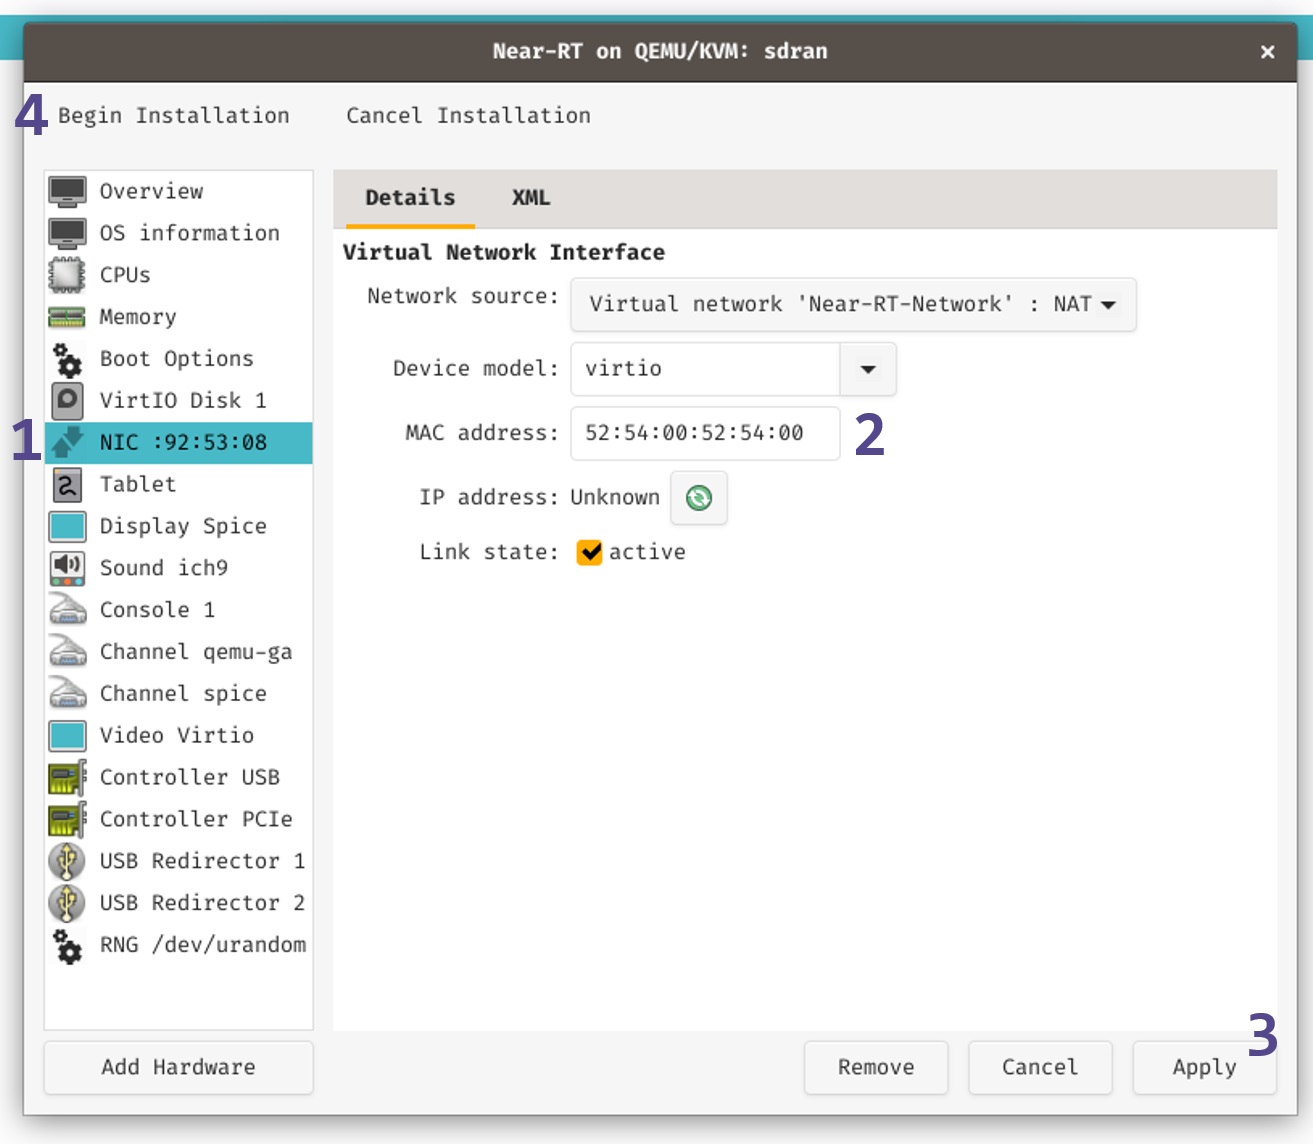 Near-RT on QEMU/KVM: sdran
×
4 Begin Installation
Cancel Installation
Overview
OS information
CPUs
Memory
Boot Options
VirtIO Disk 1
1 NIC :92:53:08
Tablet
Display Spice
Sound ich9
Console 1
Channel qemu-ga
Channel spice
Video Virtio
Controller USB
Controller PCIe
USB Redirector 1
USB Redirector 2
RNG /dev/urandom
Add Hardware
Details XML
Virtual Network Interface
Network source: Virtual network 'Near-RT-Network' : NAT
Device model: virtio
MAC address: 52:54:00:52:54:00 2
IP address: Unknown
Link state: active
3
Remove Cancel Apply